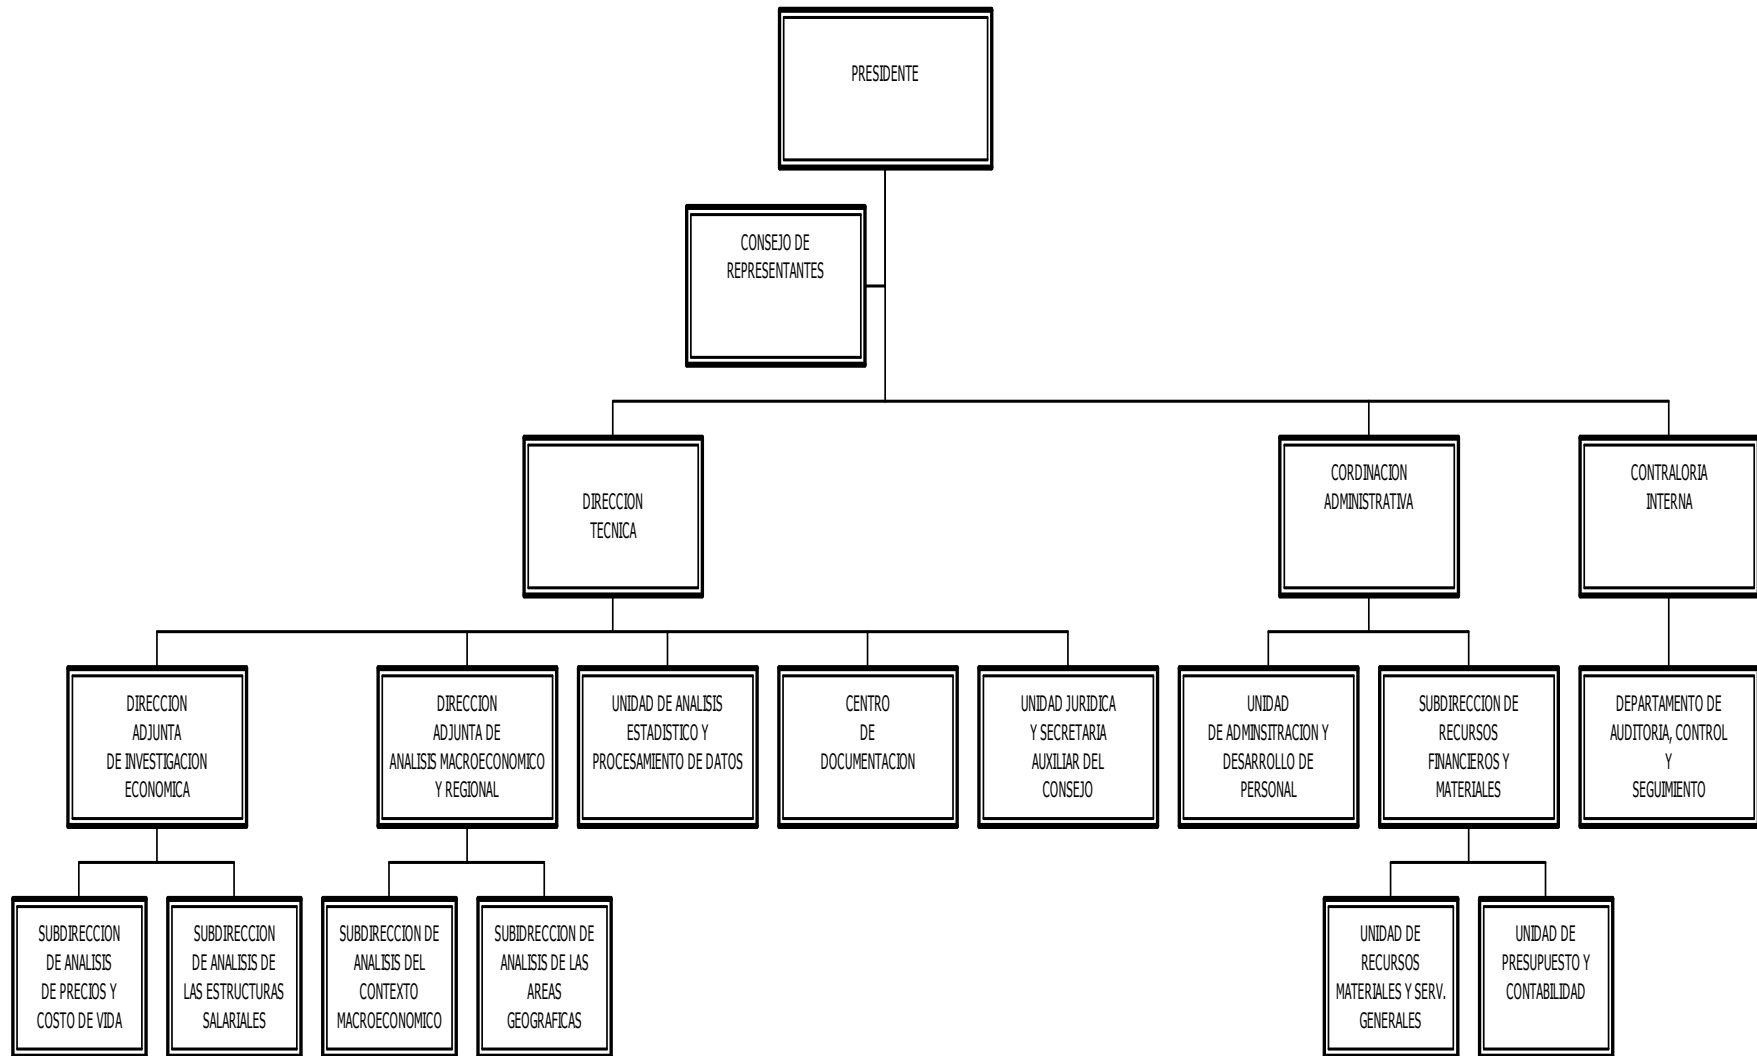 PRESIDENTE
CONSEJO DE
REPRESENTANTES
DIRECCION
TECNICA
CORDINACION
ADMINISTRATIVA
CONTRALORIA
INTERNA
DIRECCION
ADJUNTA
DE INVESTIGACION
ECONOMICA
DIRECCION
ADJUNTA DE
ANALISIS MACROECONOMICO
Y REGIONAL
UNIDAD DE ANALISIS
ESTADISTICO Y
PROCESAMIENTO DE DATOS
CENTRO
DE
DOCUMENTACION
UNIDAD JURIDICA
Y SECRETARIA
AUXILIAR DEL
CONSEJO
UNIDAD
DE ADMINSITRACION Y
DESARROLLO DE
PERSONAL
SUBDIRECCION DE
RECURSOS
FINANCIEROS Y
MATERIALES
DEPARTAMENTO DE
AUDITORIA, CONTROL
Y
SEGUIMIENTO
SUBDIRECCION
DE ANALISIS
DE PRECIOS Y
COSTO DE VIDA
SUBDIRECCION
DE ANALISIS DE
LAS ESTRUCTURAS
SALARIALES
SUBDIRECCION DE
ANALISIS DEL
CONTEXTO
MACROECONOMICO
SUBIDRECCION DE
ANALISIS DE LAS
AREAS
GEOGRAFICAS
UNIDAD DE
RECURSOS
MATERIALES Y SERV.
GENERALES
UNIDAD DE
PRESUPUESTO Y
CONTABILIDAD